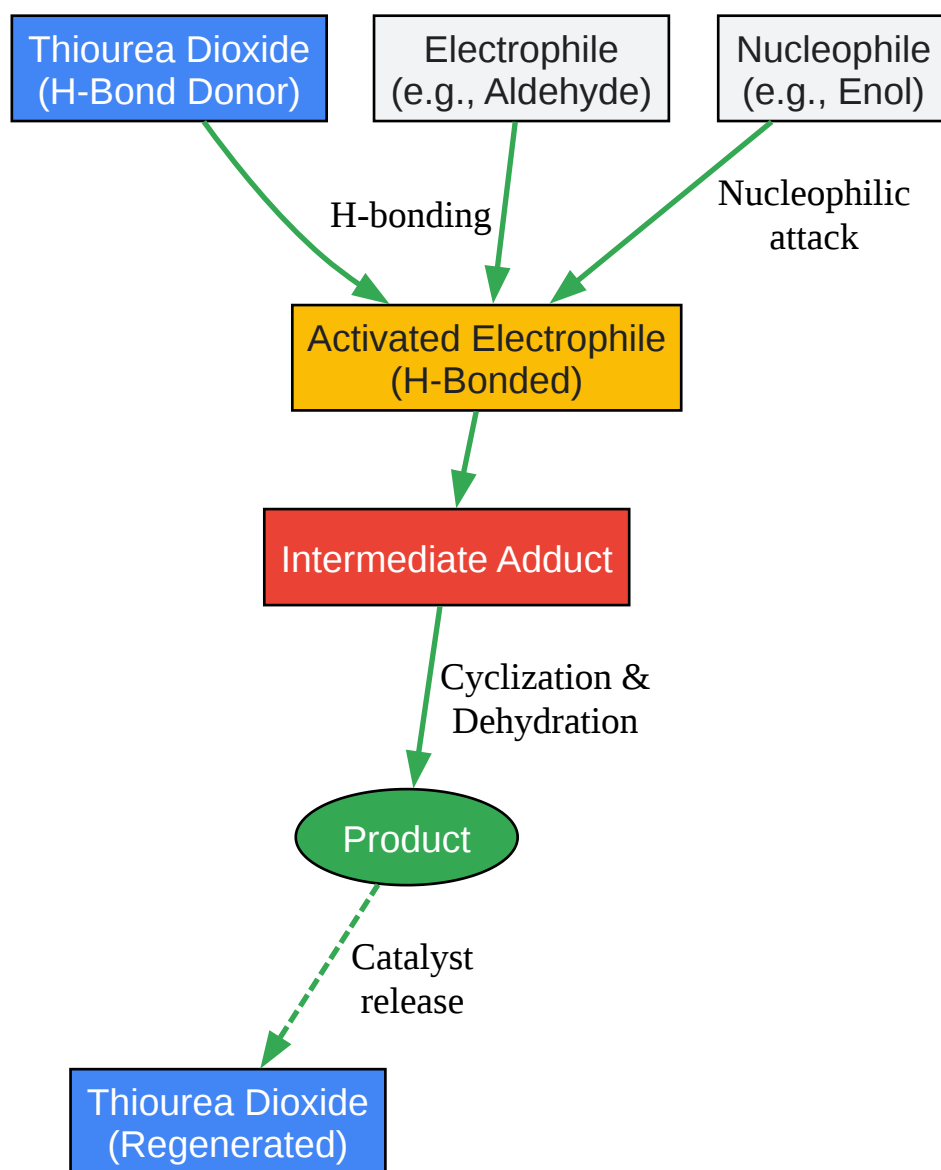 Thiourea Dioxide
(H-Bond Donor)
Electrophile
(e.g., Aldehyde)
Nucleophile
(e.g., Enol)
H-bonding
Nucleophilic
attack
Activated Electrophile
(H-Bonded)
Intermediate Adduct
Cyclization &
Dehydration
Product
Catalyst
release
Thiourea Dioxide
(Regenerated)